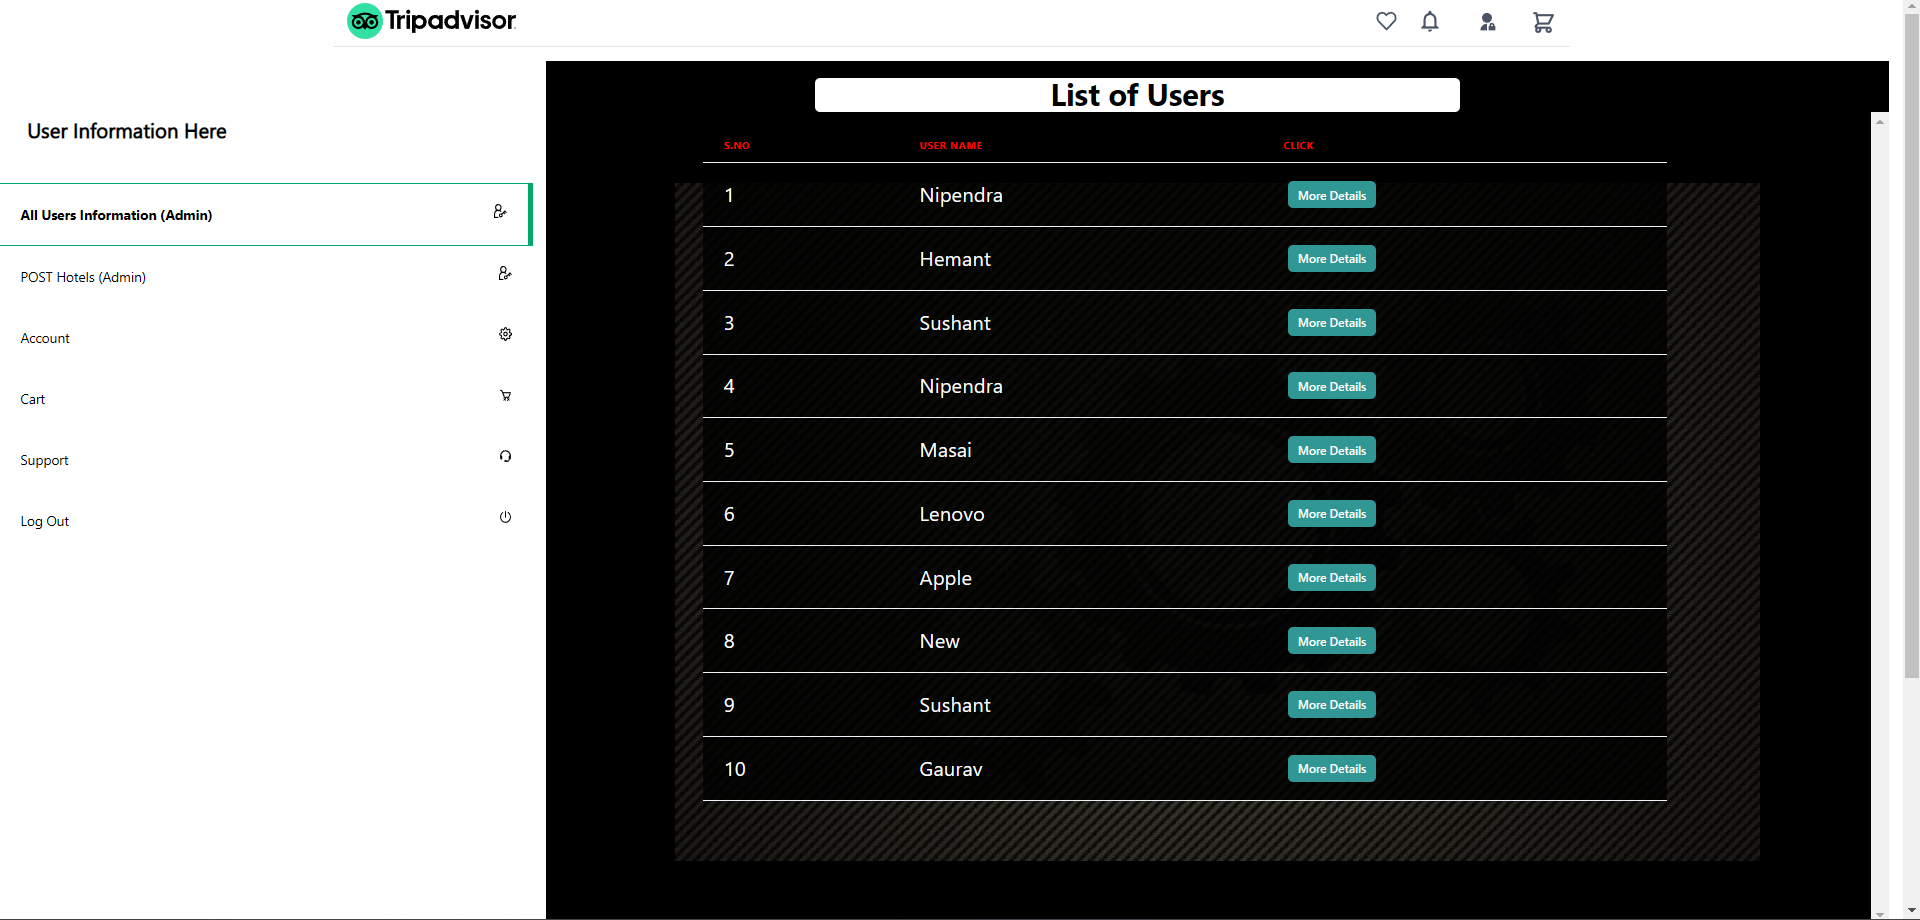 Tripadvisor
User Information Here
All Users Information (Admin)
POST Hotels (Admin)
Account
Cart
Support
Log Out
List of Users
S.NO USER NAME CLICK
1 Nipendra More Details
2 Hemant More Details
3 Sushant More Details
4 Nipendra More Details
5 Masai More Details
6 Lenovo More Details
7 Apple More Details
8 New More Details
9 Sushant More Details
10 Gaurav More Details